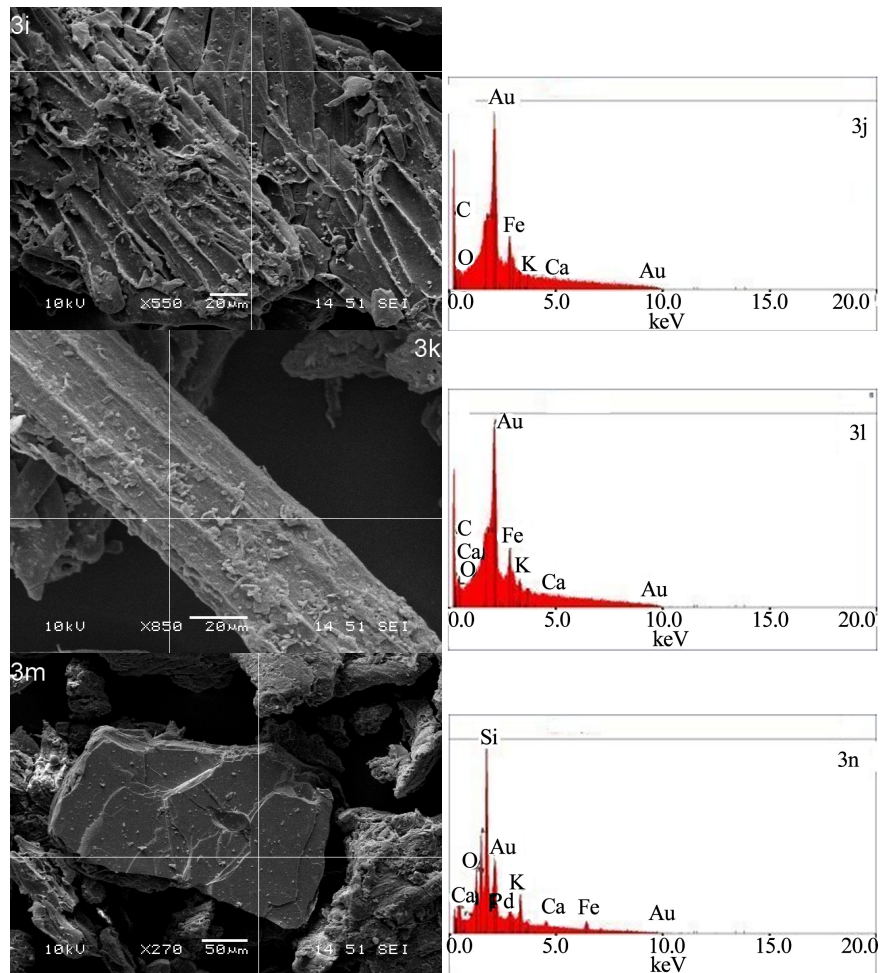 3i
10kV X550 20µm 14 51 SEI
Au
3j
C
Fe
O
K
Ca
Au
0.0 5.0 10.0 15.0 20.0
keV
3k
10kV X850 20µm 14 51 SEI
Au
3l
C
Fe
Ca
K
O
Ca
Au
0.0 5.0 10.0 15.0 20.0
keV
3m
10kV X270 50µm 14 51 SEI
Si
3n
O
Au
K
Ca
Pd
Ca
Fe
Au
0.0 5.0 10.0 15.0 20.0
keV